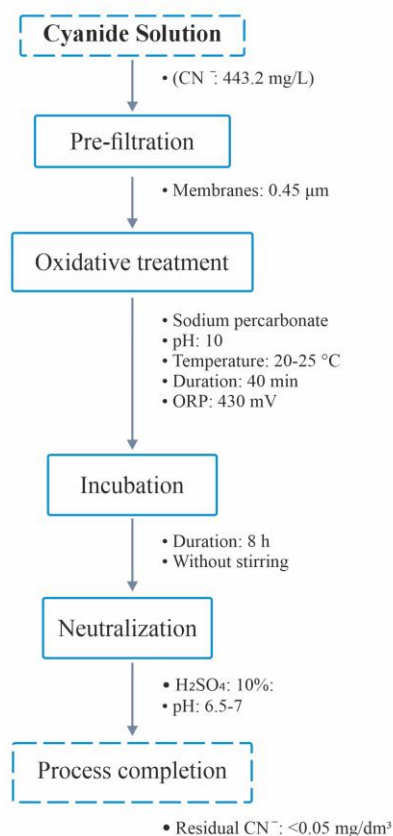 Cyanide Solution
• (CN ⁻: 443.2 mg/L)
Pre-filtration
• Membranes: 0.45 μm
Oxidative treatment
• Sodium percarbonate
• pH: 10
• Temperature: 20-25 °C
• Duration: 40 min
• ORP: 430 mV
Incubation
• Duration: 8 h
• Without stirring
Neutralization
• H₂SO₄: 10%:
• pH: 6.5-7
Process completion
• Residual CN⁻: <0.05 mg/dm³